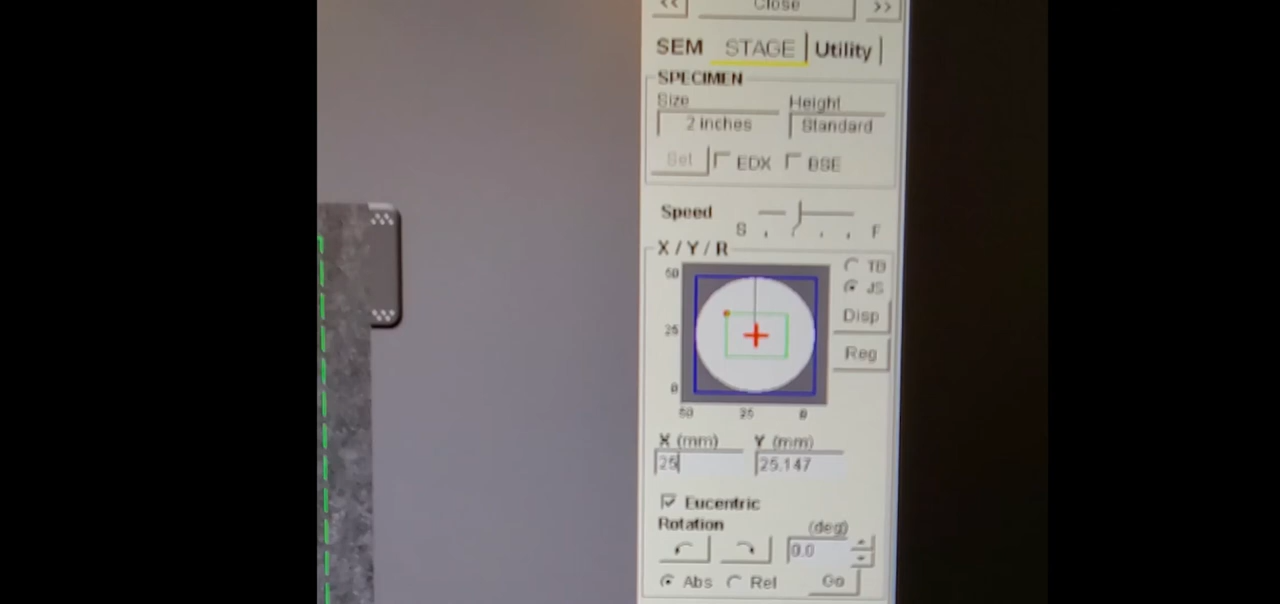 << Close >>
SEM STAGE Utility
SPECIMEN
Size Height
2 inches Standard
Set EDX BSE
Speed
S F
X / Y / R
50 TB
JS
25 Disp
Reg
0
50 25 0
X (mm) Y (mm)
25 25.147
Eucentric
Rotation (deg)
0.0
Abs Rel Go